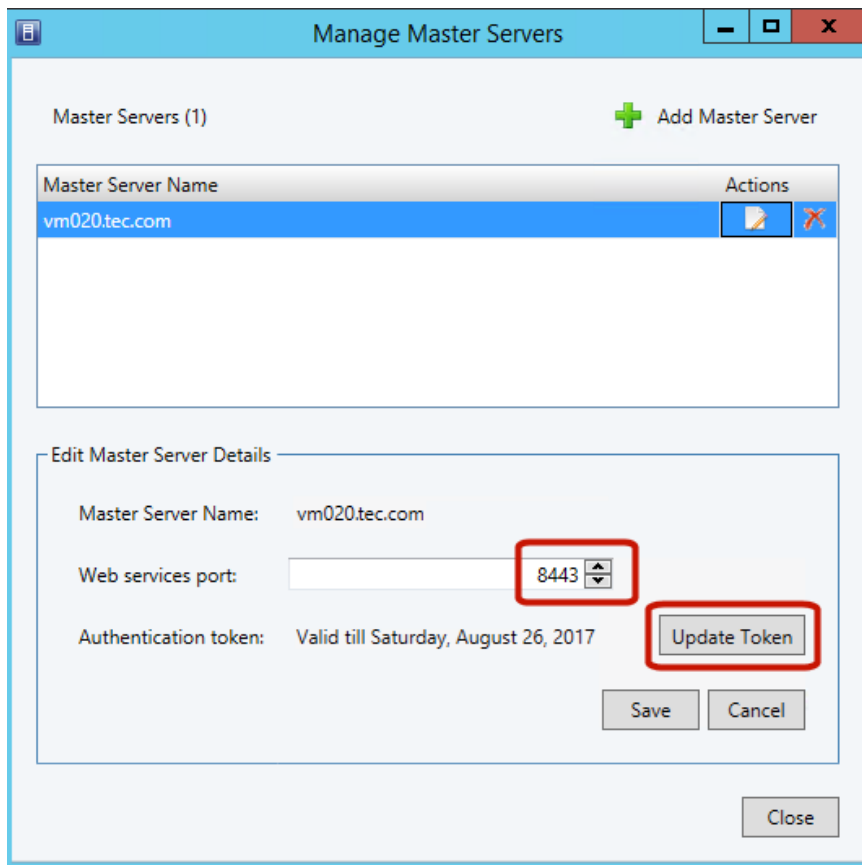 Manage Master Servers
Master Servers (1)
Add Master Server
Master Server Name Actions
vm020.tec.com
Edit Master Server Details
Master Server Name: vm020.tec.com
Web services port: 8443
Authentication token: Valid till Saturday, August 26, 2017 Update Token
Save Cancel
Close